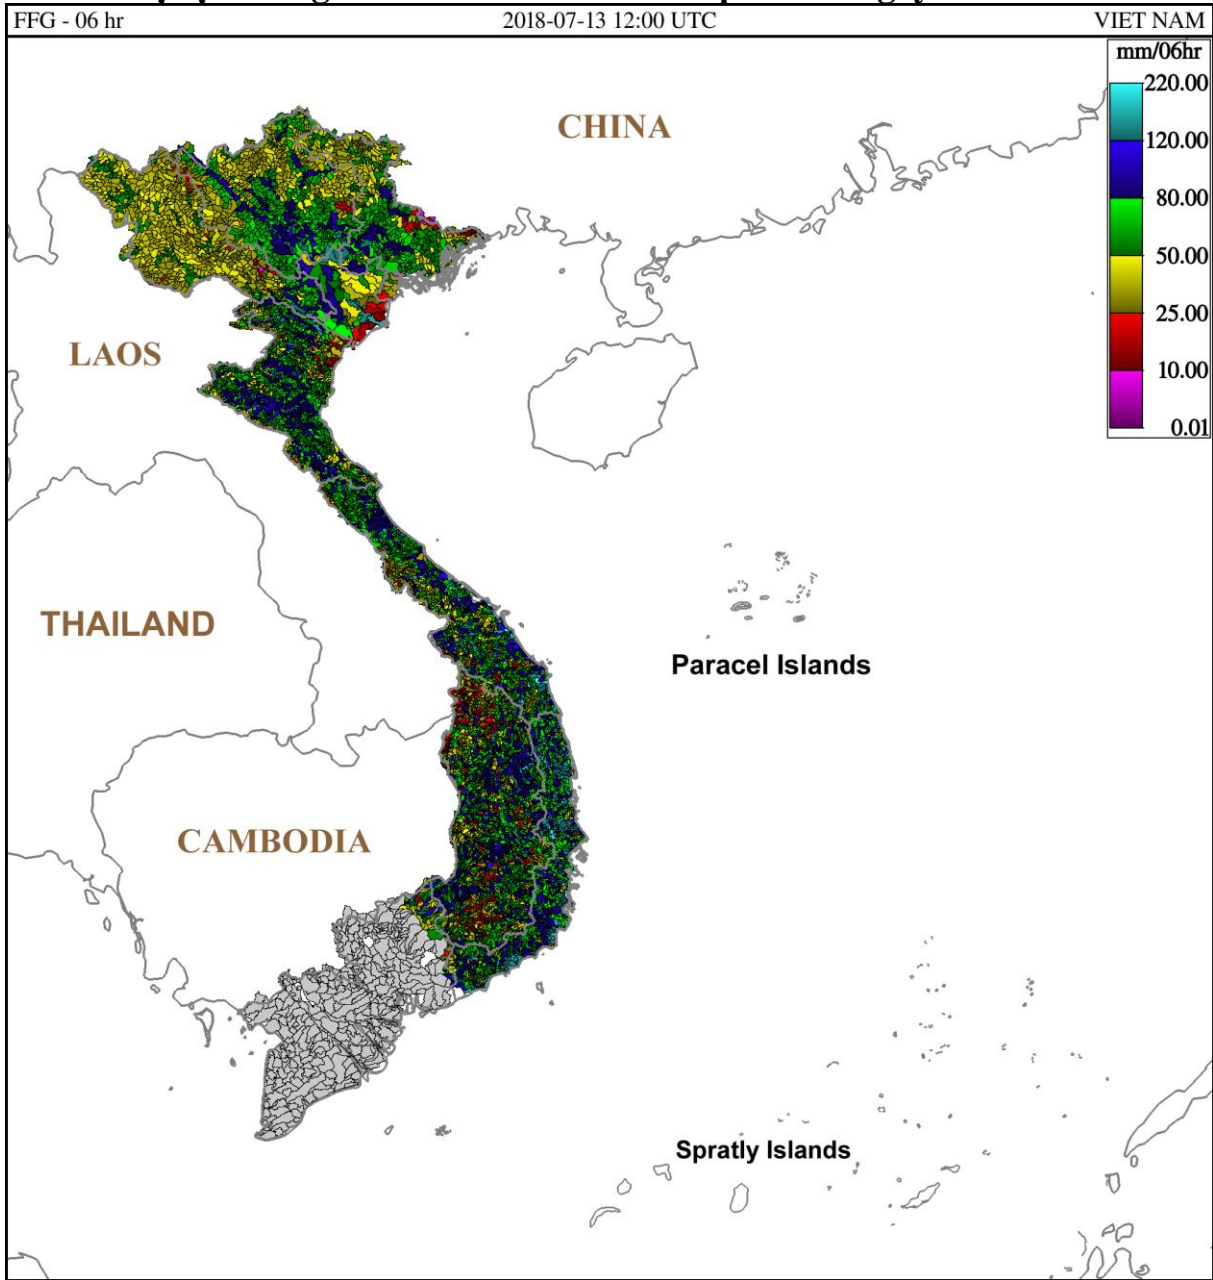 FFG - 06 hr 2018-07-13 12:00 UTC VIET NAM
mm/06hr
220.00
120.00
80.00
50.00
25.00
10.00
0.01
CHINA
LAOS
THAILAND
Paracel Islands
CAMBODIA
Spratly Islands